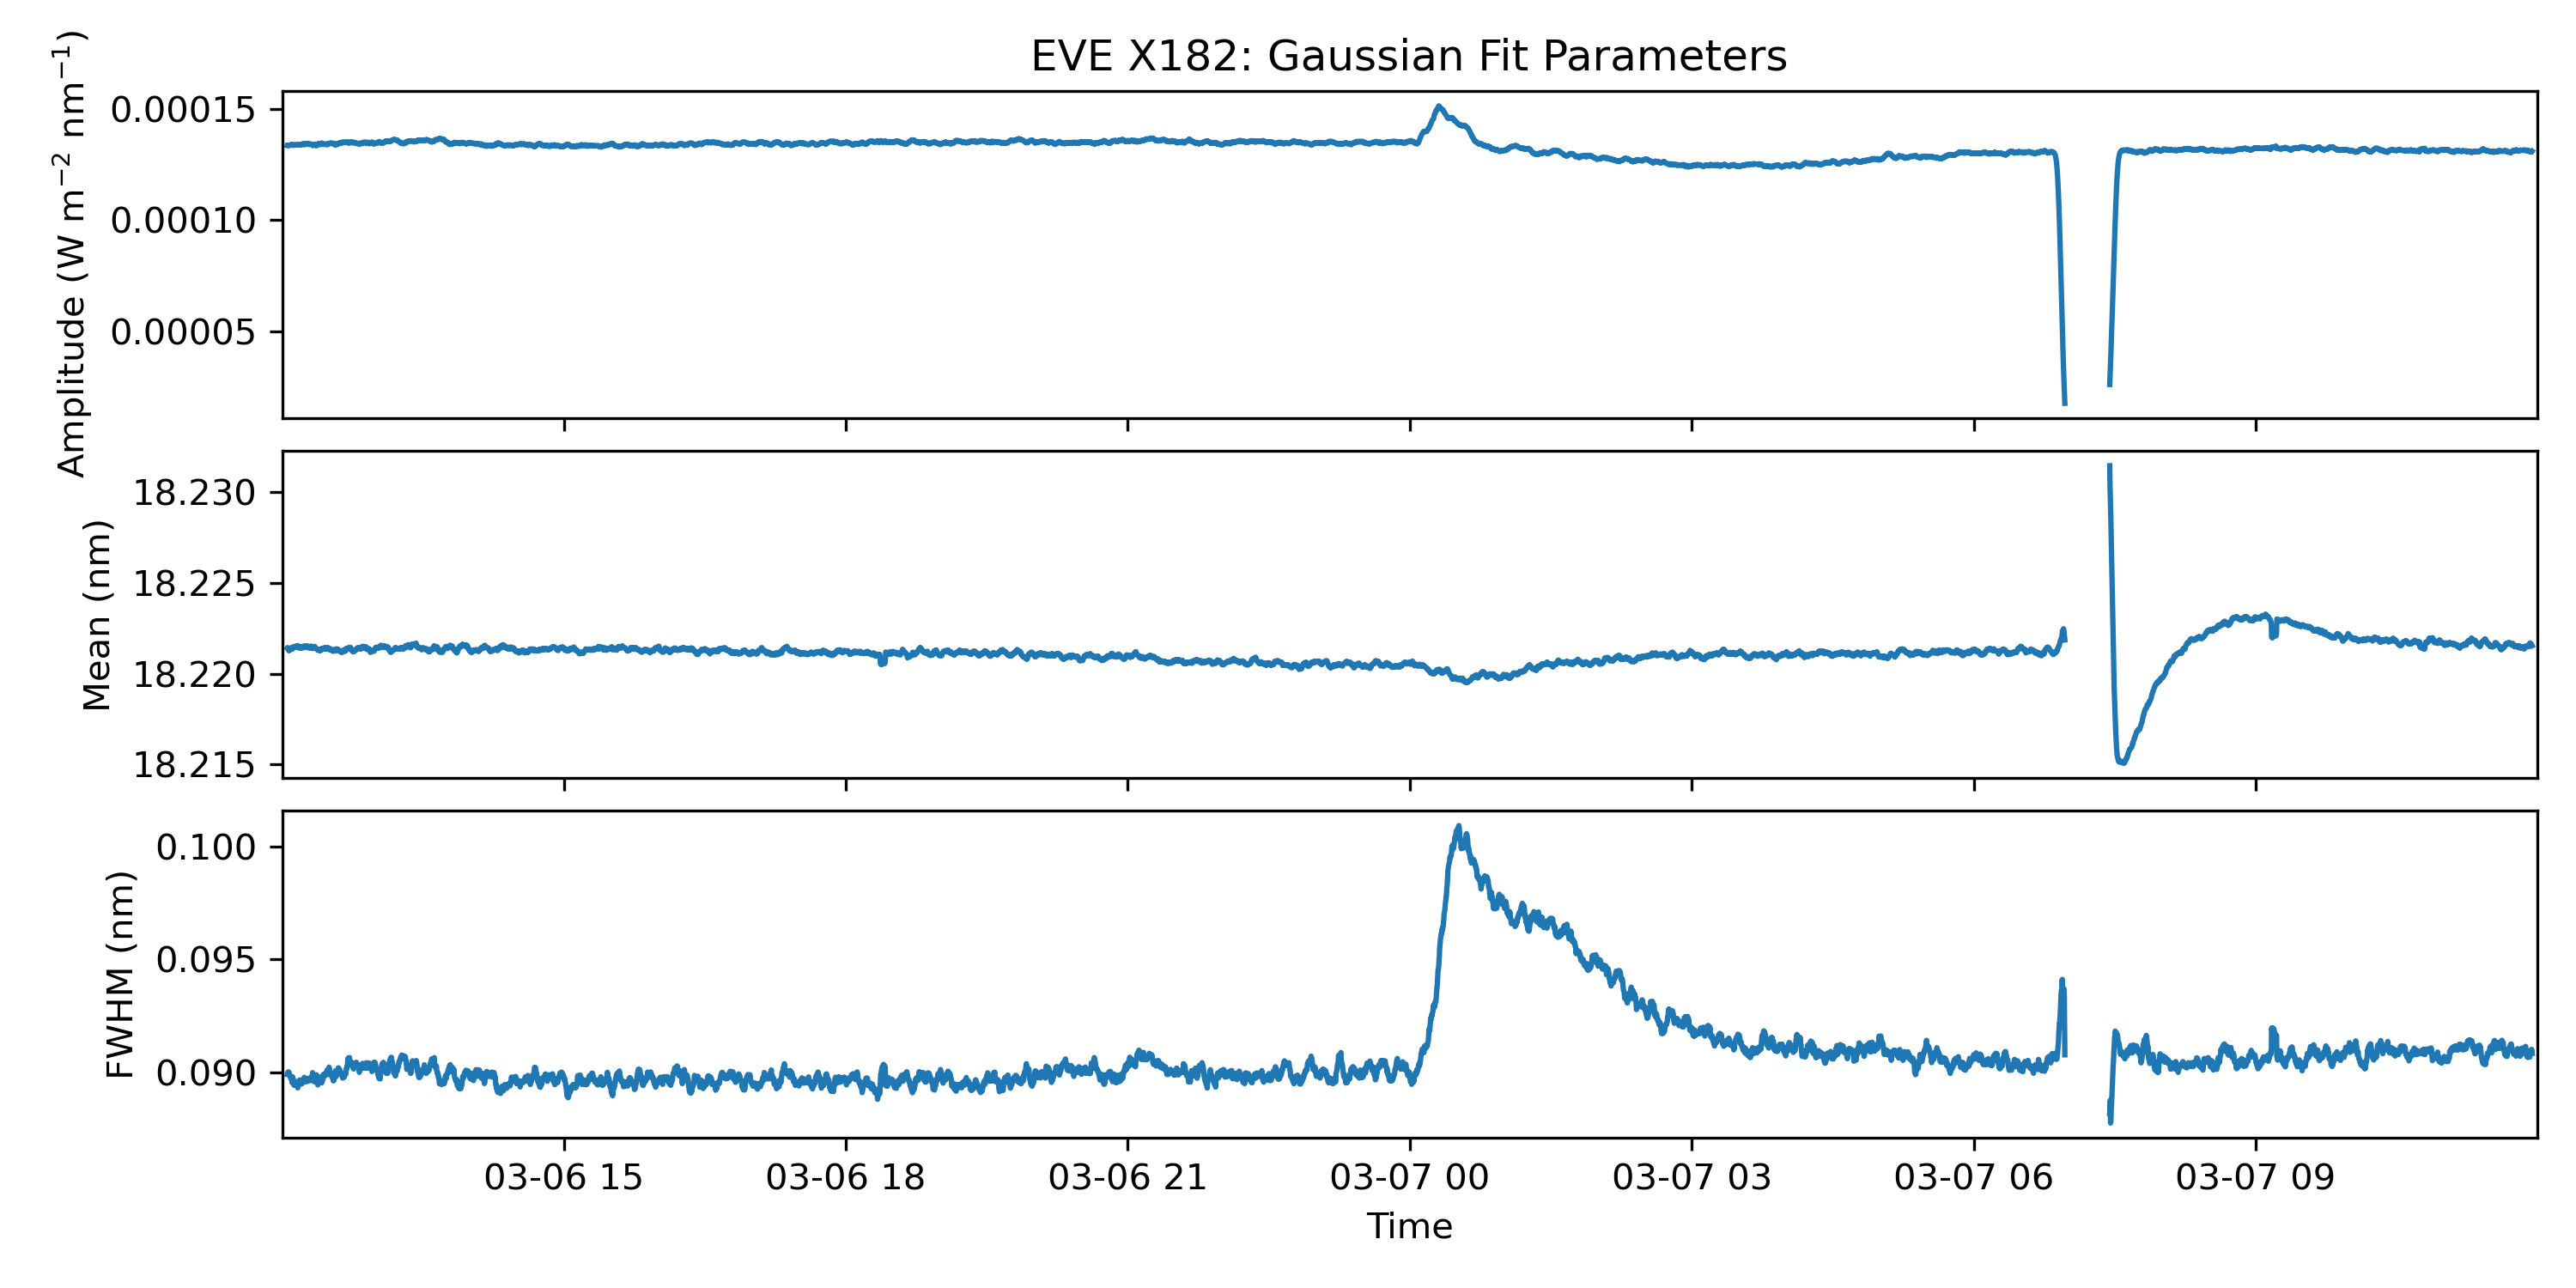 EVE X182: Gaussian Fit Parameters
Amplitude (W m⁻² nm⁻¹)
0.00015
0.00010
0.00005
Mean (nm)
18.230
18.225
18.220
18.215
FWHM (nm)
0.100
0.095
0.090
03-06 15 03-06 18 03-06 21 03-07 00 03-07 03 03-07 06 03-07 09
Time